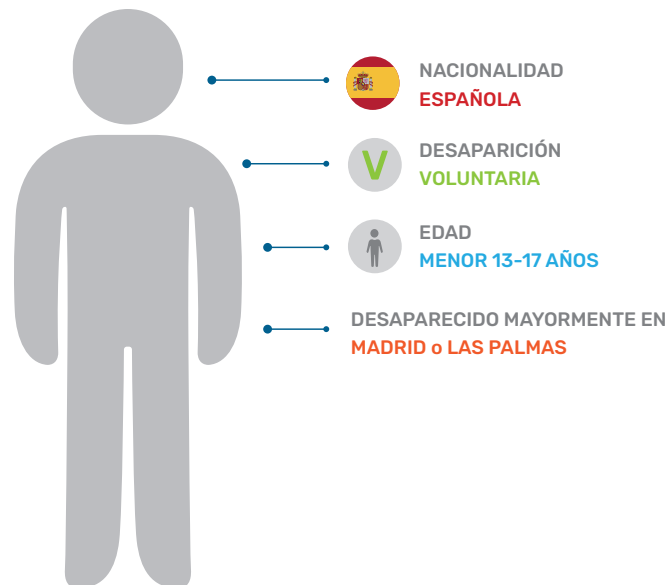 NACIONALIDAD
ESPAÑOLA
V
DESAPARICIÓN
VOLUNTARIA
EDAD
MENOR 13-17 AÑOS
DESAPARECIDO MAYORMENTE EN
MADRID o LAS PALMAS